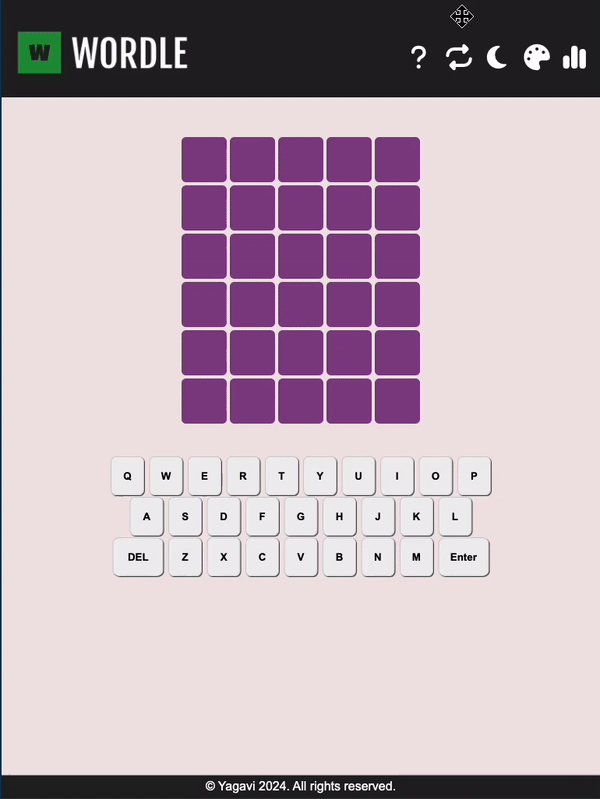 W WORDLE
?
Q W E R T Y U I O P
A S D F G H J K L
DEL Z X C V B N M Enter
© Yagavi 2024. All rights reserved.